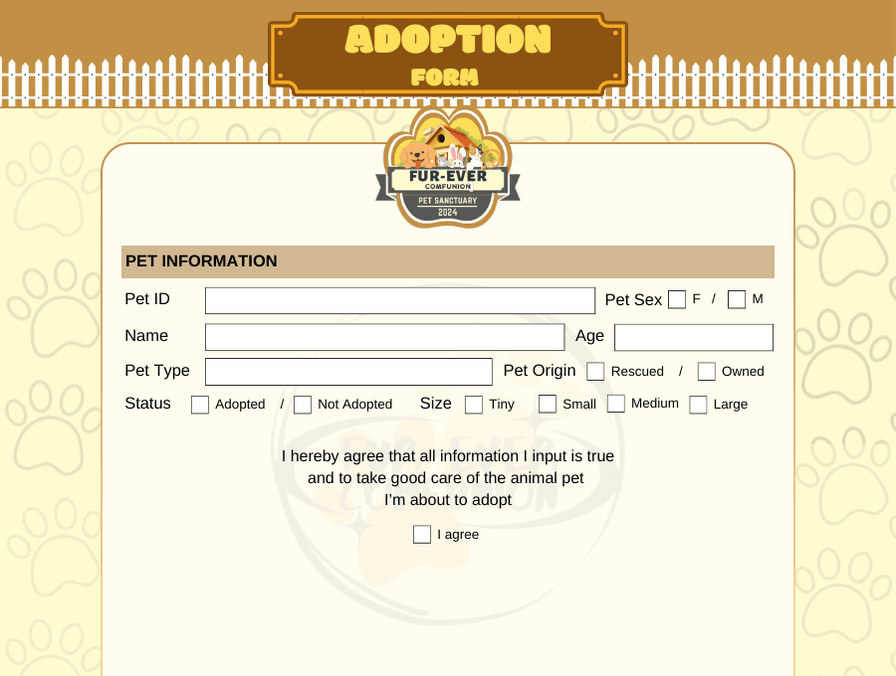 ADOPTION
FORM
FUR-EVER
COMFUNION
PET SANCTUARY
2024
PET INFORMATION
Pet ID Pet Sex F / M
Name Age
Pet Type Pet Origin Rescued / Owned
Status Adopted / Not Adopted Size Tiny Small Medium Large
I hereby agree that all information I input is true
and to take good care of the animal pet
I'm about to adopt
I agree